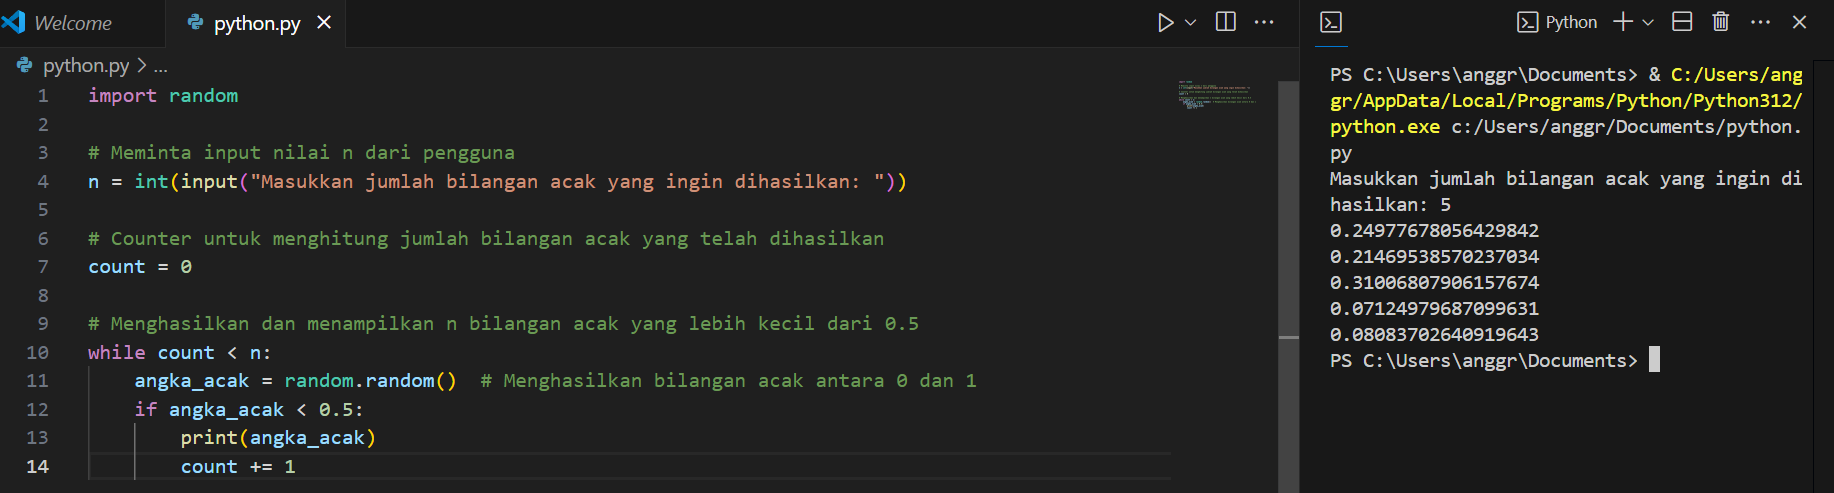 Welcome
python.py
python.py > ...
1 import random
2
3 # Meminta input nilai n dari pengguna
4 n = int(input("Masukkan jumlah bilangan acak yang ingin dihasilkan: "))
5
6 # Counter untuk menghitung jumlah bilangan acak yang telah dihasilkan
7 count = 0
8
9 # Menghasilkan dan menampilkan n bilangan acak yang lebih kecil dari 0.5
10 while count < n:
11     angka_acak = random.random()  # Menghasilkan bilangan acak antara 0 dan 1
12     if angka_acak < 0.5:
13         print(angka_acak)
14         count += 1
Python
PS C:\Users\anggr\Documents> & C:/Users/ang
gr/AppData/Local/Programs/Python/Python312/
python.exe c:/Users/anggr/Documents/python.
py
Masukkan jumlah bilangan acak yang ingin di
hasilkan: 5
0.24977678056429842
0.21469538570237034
0.31006807906157674
0.07124979687099631
0.08083702640919643
PS C:\Users\anggr\Documents>